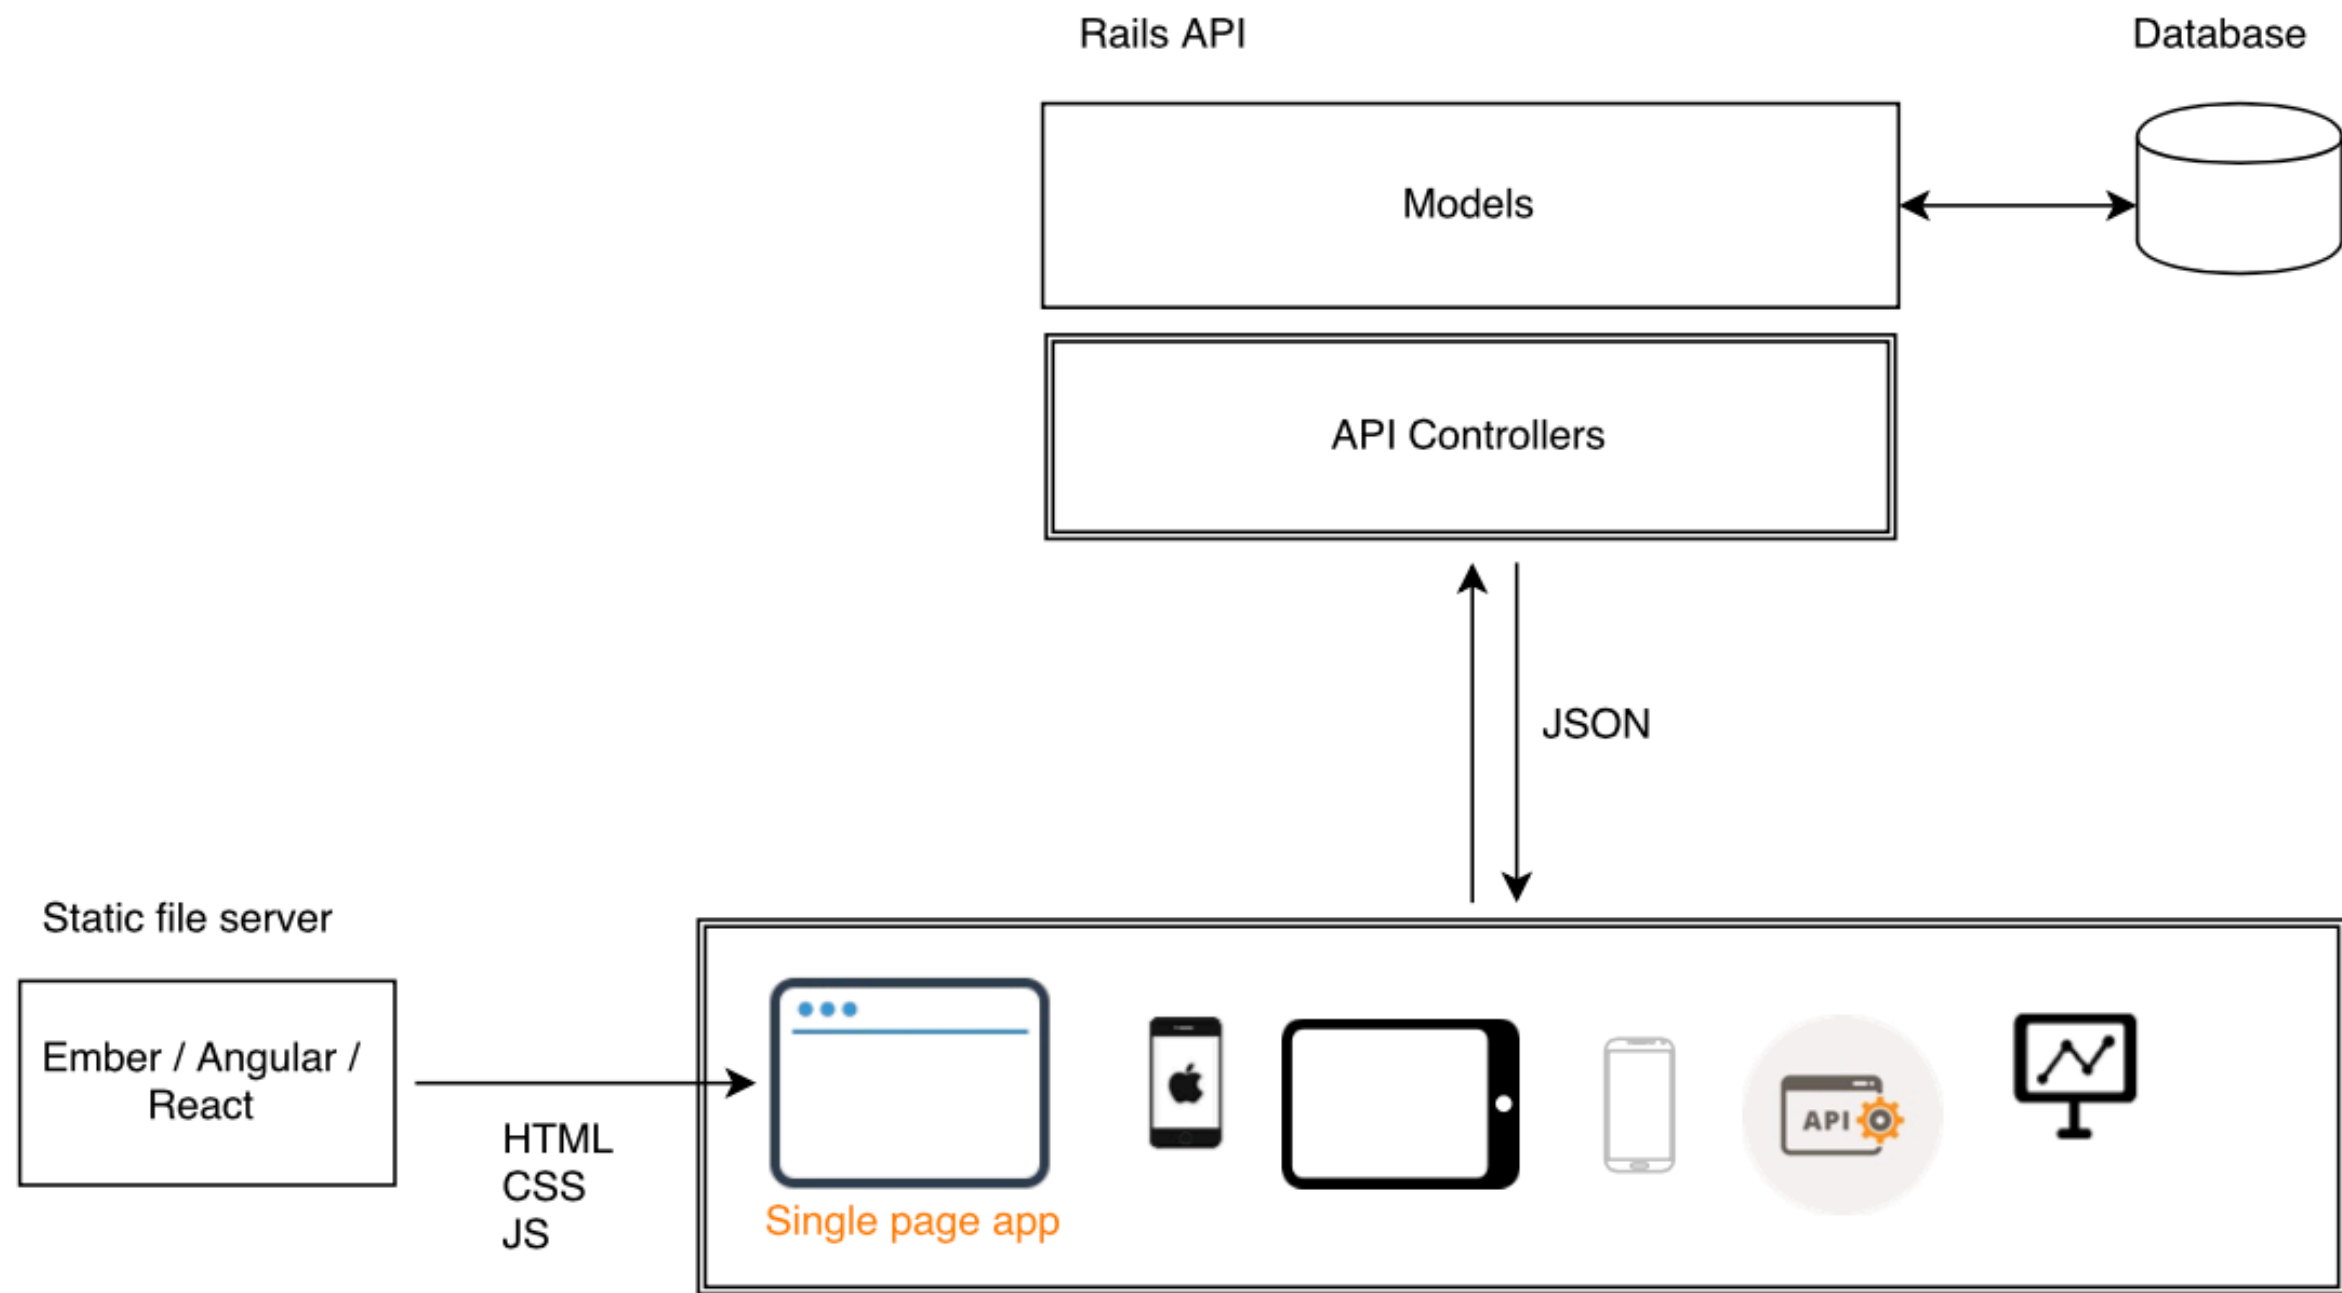 Rails API
Database
Models
API Controllers
JSON
Static file server
Ember / Angular /
React
HTML
CSS
JS
Single page app
API